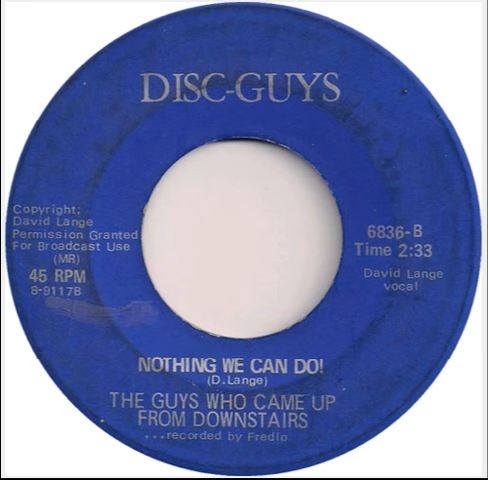 DISC-GUYS
Copyright;
David Lange
Permission Granted
For Broadcast Use
(MR)
45 RPM
8-9117B
6836-B
Time 2:33
David Lange
vocal
NOTHING WE CAN DO!
(D.Lange)
THE GUYS WHO CAME UP
FROM DOWNSTAIRS
...recorded by Fredlo